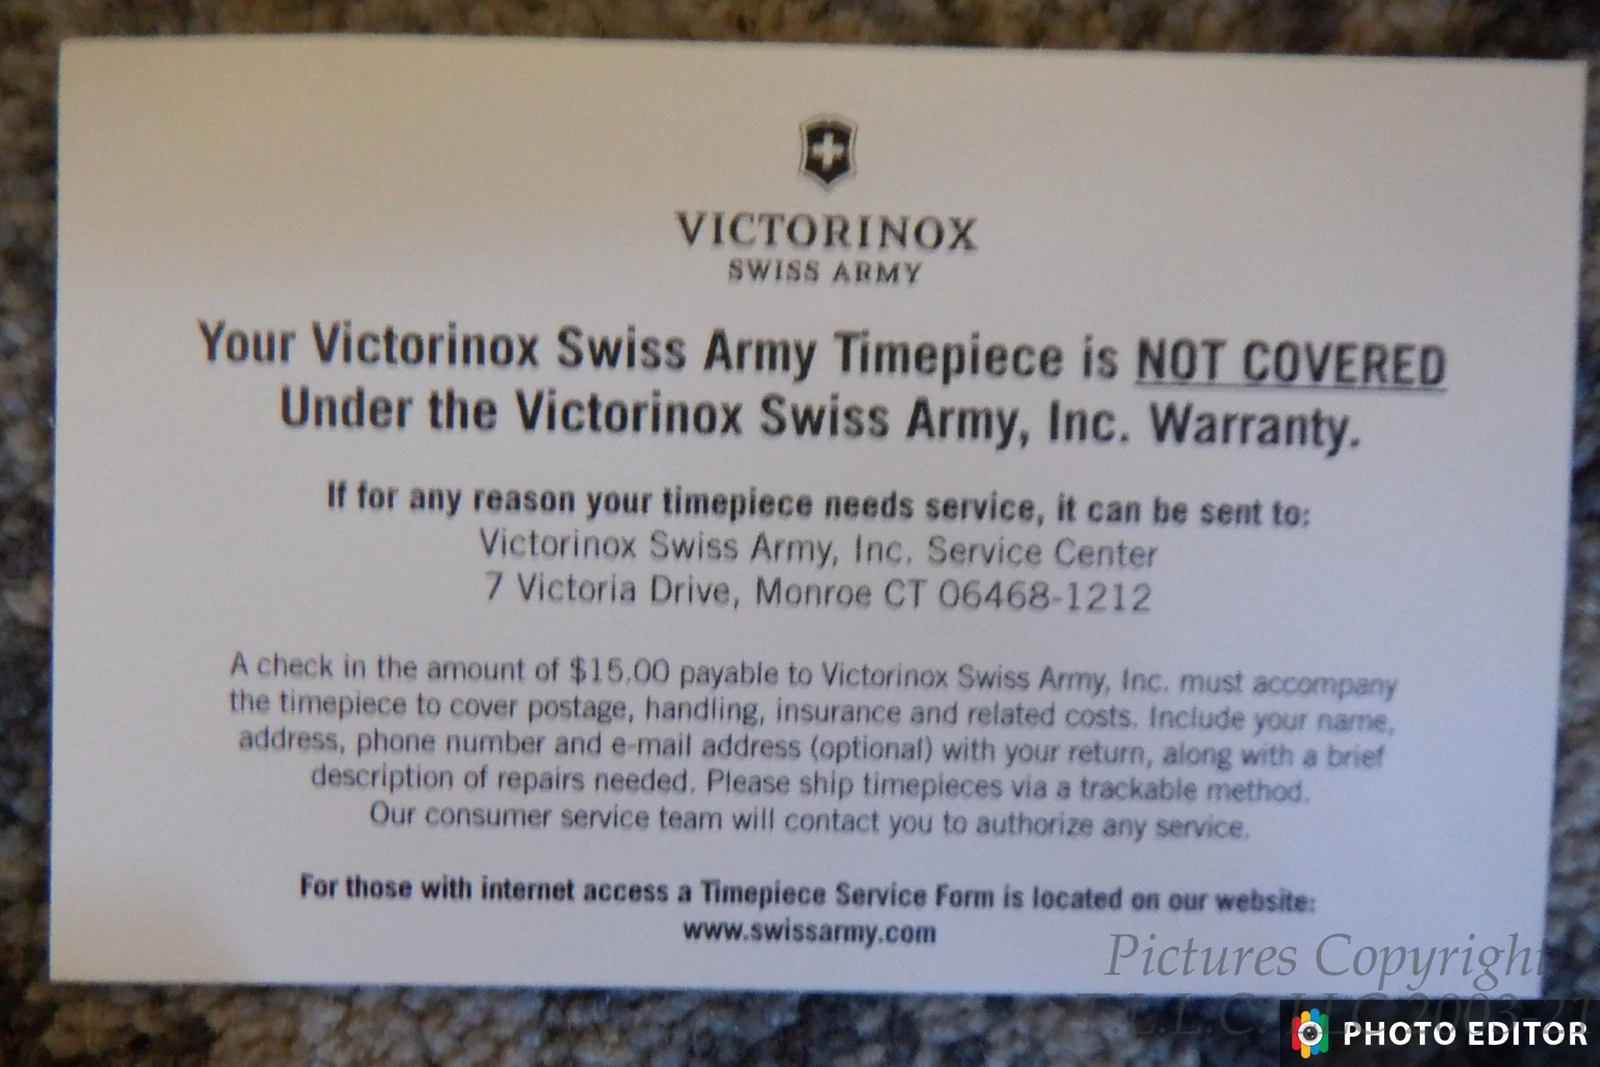 VICTORINOX
SWISS ARMY
Your Victorinox Swiss Army Timepiece is NOT COVERED
Under the Victorinox Swiss Army, Inc. Warranty.
If for any reason your timepiece needs service, it can be sent to:
Victorinox Swiss Army, Inc. Service Center
7 Victoria Drive, Monroe CT 06468-1212
A check in the amount of $15.00 payable to Victorinox Swiss Army, Inc. must accompany
the timepiece to cover postage, handling, insurance and related costs. Include your name,
address, phone number and e-mail address (optional) with your return, along with a brief
description of repairs needed. Please ship timepieces via a trackable method.
Our consumer service team will contact you to authorize any service.
For those with internet access a Timepiece Service Form is located on our website:
www.swissarmy.com
Pictures Copyright
PHOTO EDITOR